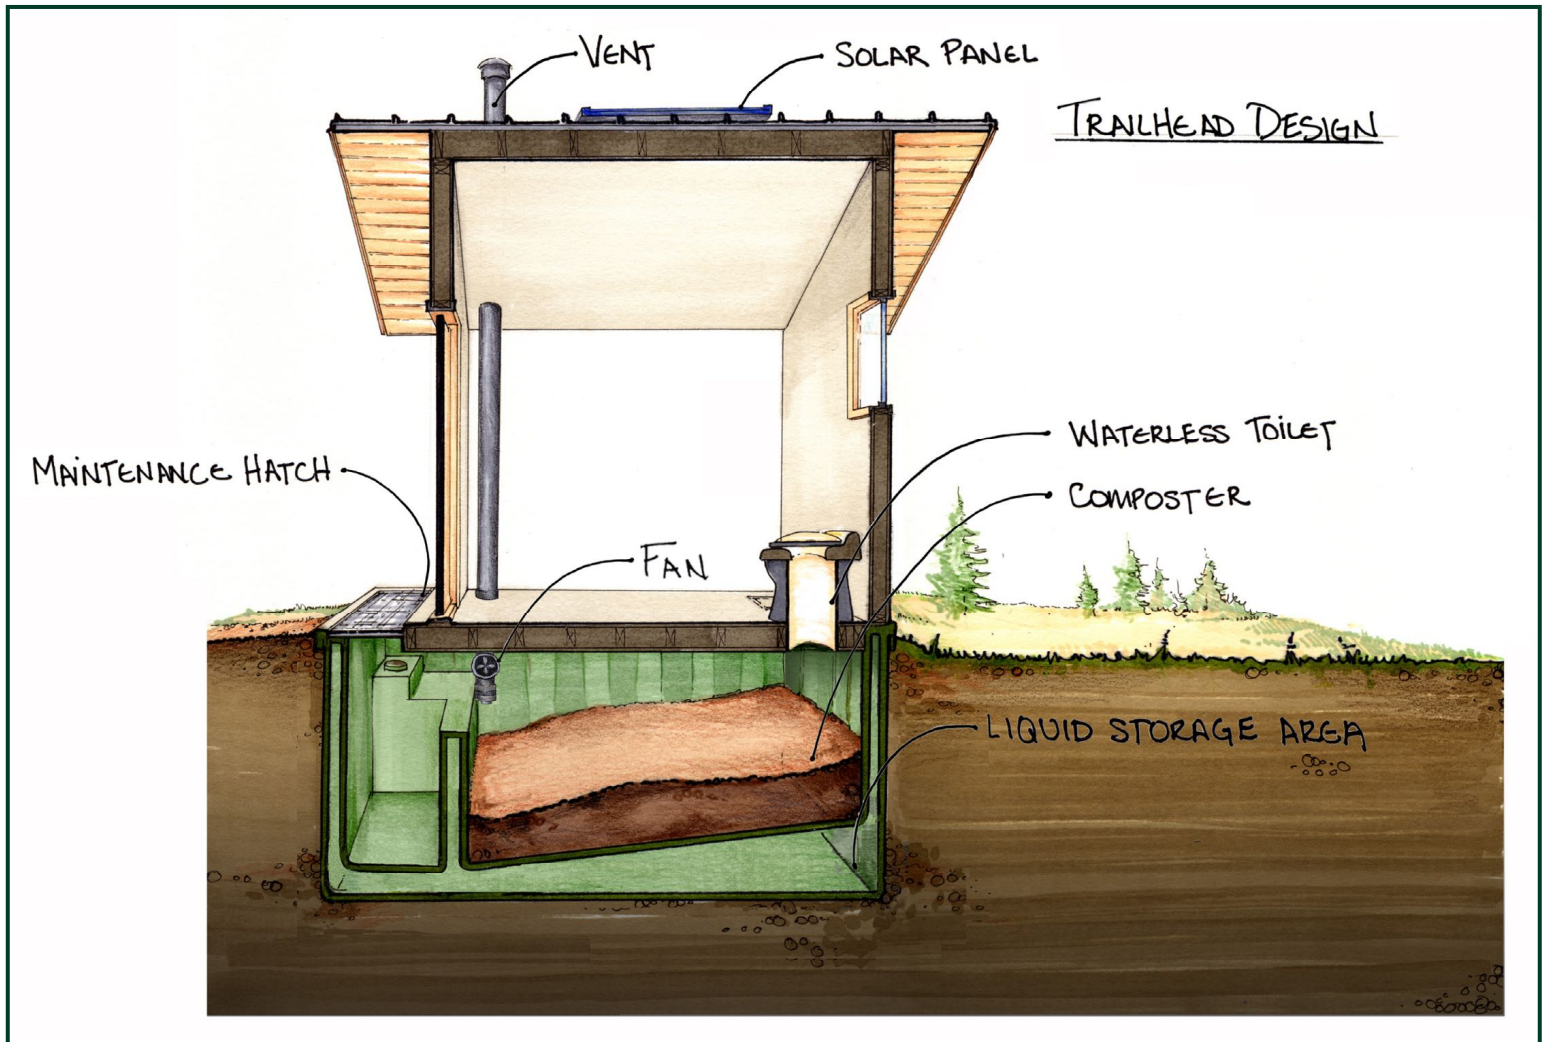 VENT
SOLAR PANEL
TRAILHEAD DESIGN
WATERLESS TOILET
MAINTENANCE HATCH
COMPOSTER
FAN
LIQUID STORAGE AREA